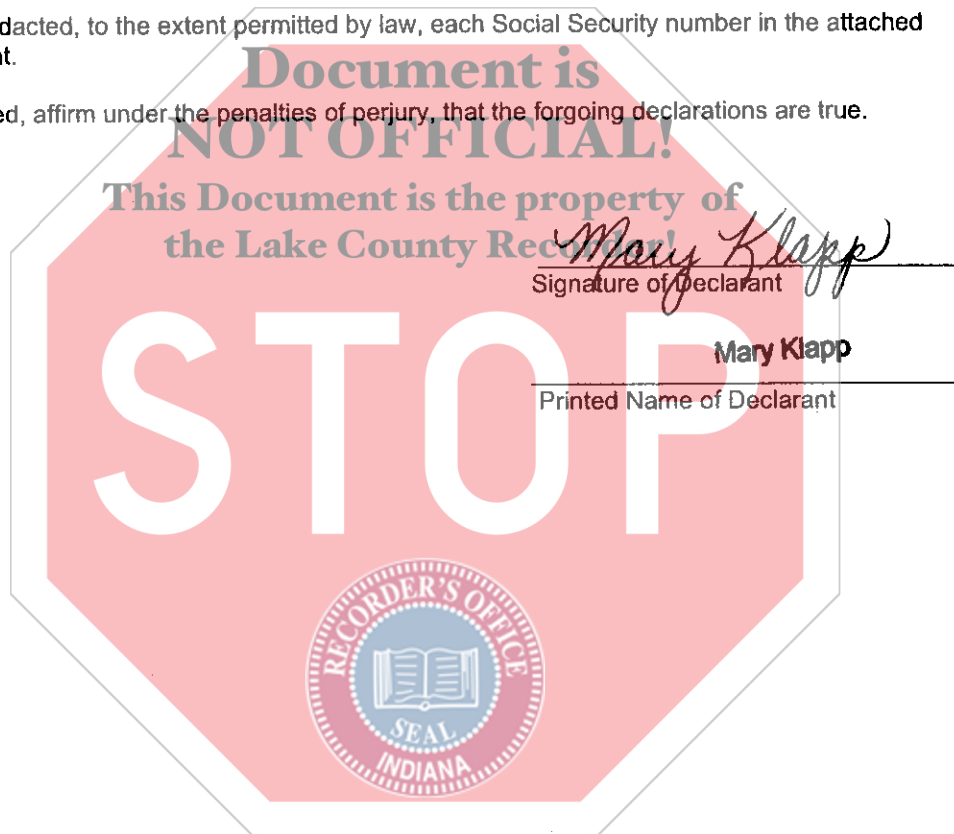 dacted, to the extent permitted by law, each Social Security number in the attached
nt.
Document is
ed, affirm under the penalties of perjury, that the forgoing declarations are true.
NOT OFFICIAL!
This Document is the property of
the Lake County Recorder!
Mary Klapp
Signature of Declarant
Mary Klapp
Printed Name of Declarant
STOP
RECORDER'S OFFICE
SEAL
INDIANA